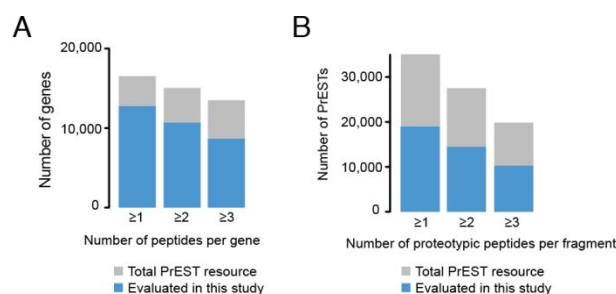 A
20,000
10,000
0
Number of genes
≥1 ≥2 ≥3
Number of peptides per gene
Total PrEST resource
Evaluated in this study
B
30,000
20,000
10,000
0
Number of PrESTs
≥1 ≥2 ≥3
Number of proteotypic peptides per fragment
Total PrEST resource
Evaluated in this study